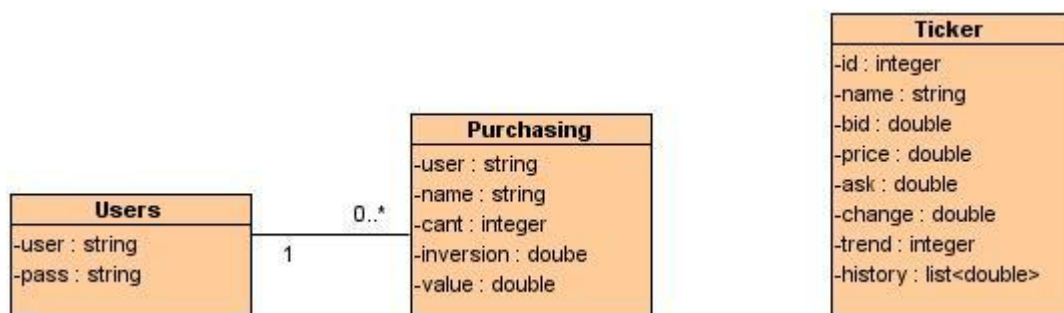 Users
-user : string
-pass : string
1
0..*
Purchasing
-user : string
-name : string
-cant : integer
-inversion : doube
-value : double
Ticker
-id : integer
-name : string
-bid : double
-price : double
-ask : double
-change : double
-trend : integer
-history : list<double>